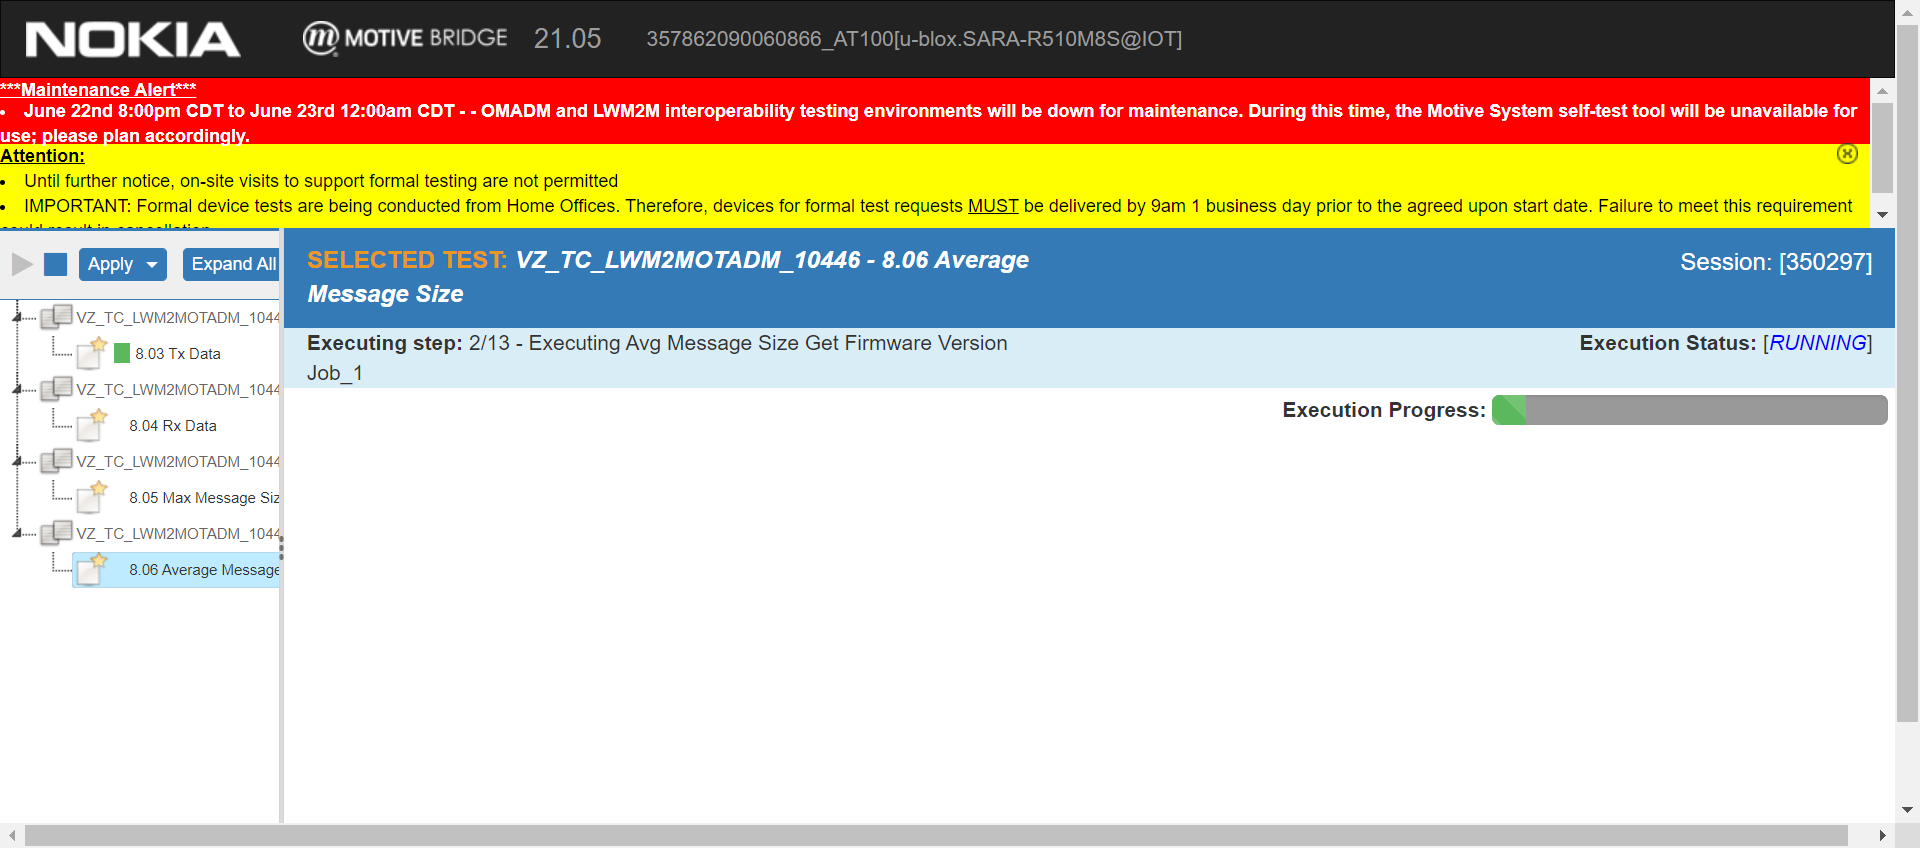 NOKIA MOTIVE BRIDGE 21.05 357862090060866_AT100[u-blox.SARA-R510M8S@IOT]
***Maintenance Alert***
• June 22nd 8:00pm CDT to June 23rd 12:00am CDT - - OMADM and LWM2M interoperability testing environments will be down for maintenance. During this time, the Motive System self-test tool will be unavailable for
use; please plan accordingly.
Attention:
• Until further notice, on-site visits to support formal testing are not permitted
• IMPORTANT: Formal device tests are being conducted from Home Offices. Therefore, devices for formal test requests MUST be delivered by 9am 1 business day prior to the agreed upon start date. Failure to meet this requirement
could result in cancellation
Apply Expand All
VZ_TC_LWM2MOTADM_1044
8.03 Tx Data
VZ_TC_LWM2MOTADM_1044
8.04 Rx Data
VZ_TC_LWM2MOTADM_1044
8.05 Max Message Siz
VZ_TC_LWM2MOTADM_1044
8.06 Average Message
SELECTED TEST: VZ_TC_LWM2MOTADM_10446 - 8.06 Average
Message Size
Session: [350297]
Executing step: 2/13 - Executing Avg Message Size Get Firmware Version
Job_1
Execution Status: [RUNNING]
Execution Progress: